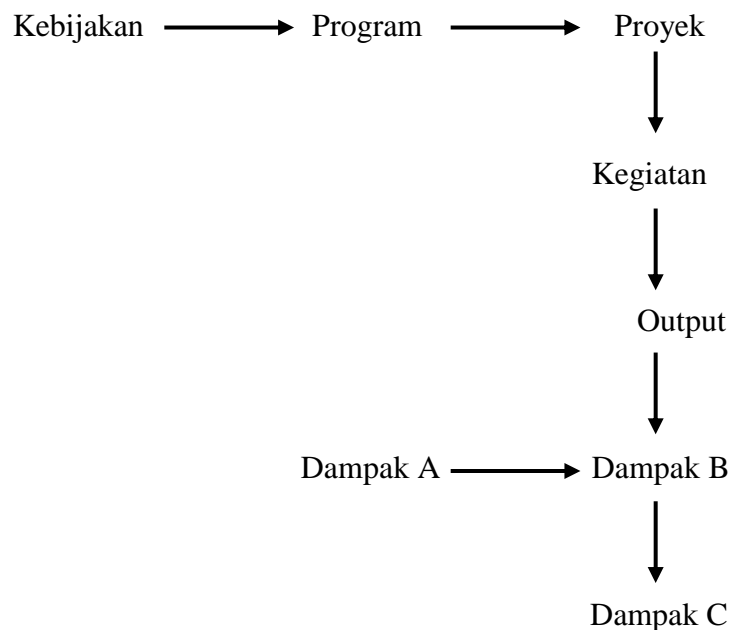 Kebijakan Program Proyek
Kegiatan
Output
Dampak A Dampak B
Dampak C